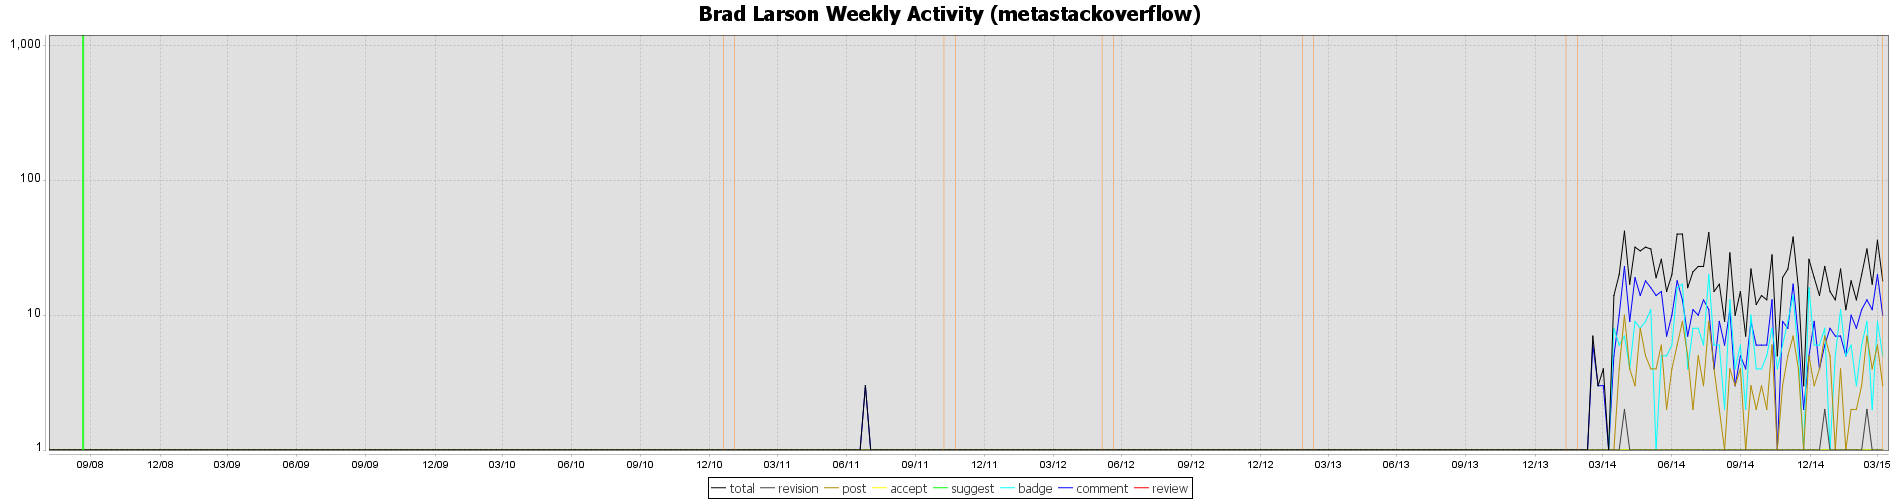 Brad Larson Weekly Activity (metastackoverflow)
1,000
100
10
1
09/08 12/08 03/09 06/09 09/09 12/09 03/10 06/10 09/10 12/10 03/11 06/11 09/11 12/11 03/12 06/12 09/12 12/12 03/13 06/13 09/13 12/13 03/14 06/14 09/14 12/14 03/15
total revision post accept suggest badge comment review